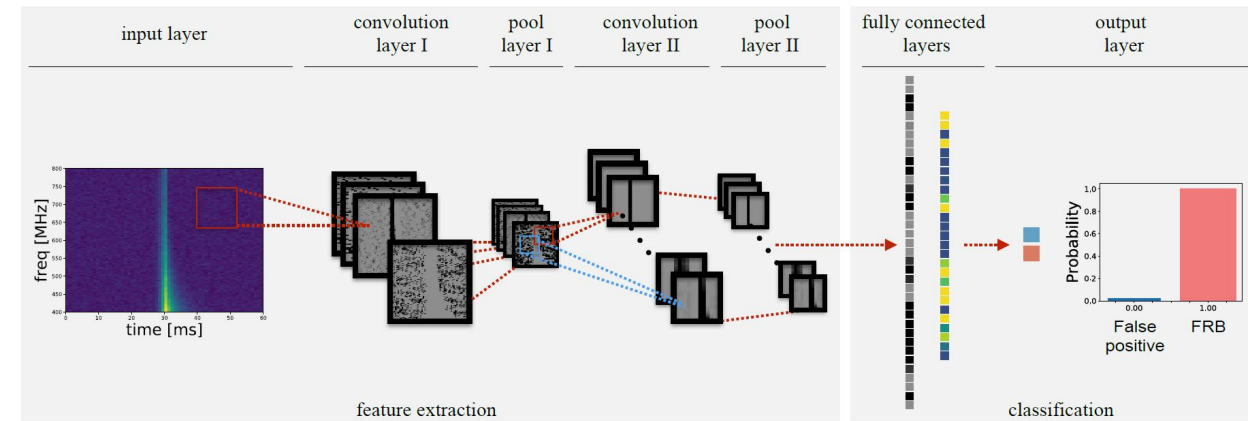 input layer
convolution
layer I
pool
layer I
convolution
layer II
pool
layer II
fully connected
layers
output
layer
freq [MHz]
800
750
700
650
600
550
500
450
400
0
10
20
30
40
50
60
time [ms]
Probability
1.0
0.8
0.6
0.4
0.2
0.0
0.00
1.00
False
positive
FRB
feature extraction
classification